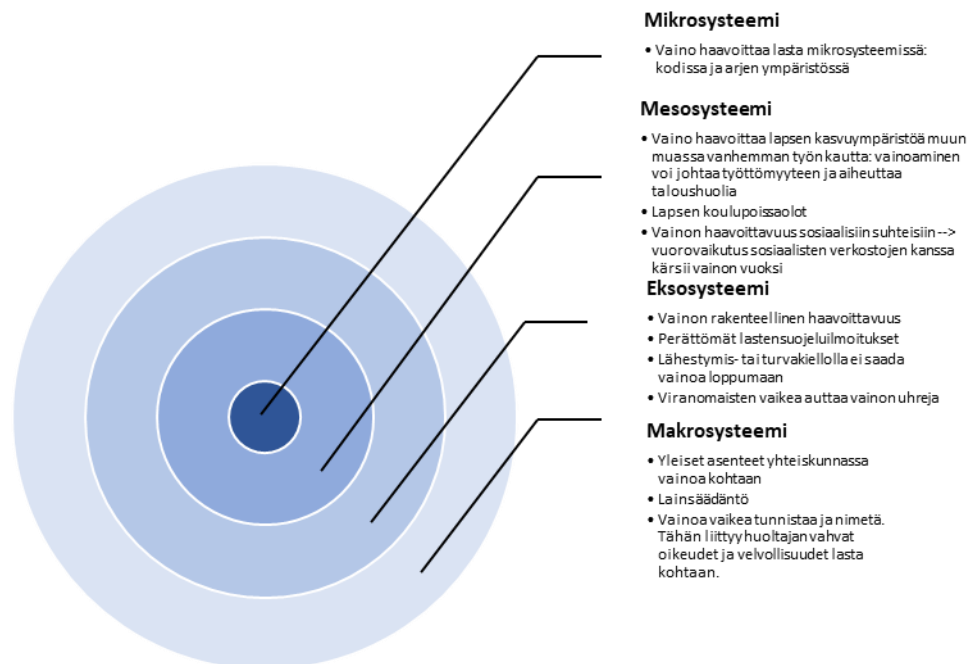 Mikrosysteemi
• Vaino haavoittaa lasta mikrosysteemissä:
kodissa ja arjen ympäristössä
Mesosysteemi
• Vaino haavoittaa lapsen kasvuympäristöä muun
muassa vanhemman työn kautta: vainoaminen
voi johtaa työttömyyteen ja aiheuttaa
taloushuolia
• Lapsen koulupoissaolot
• Vainon haavoittavuus sosiaalisiin suhteisiin -->
vuorovaikutus sosiaalisten verkostojen kanssa
kärsii vainon vuoksi
Eksosysteemi
• Vainon rakenteellinen haavoittavuus
• Perättömät lastensuojeluilmoitukset
• Lähestymis- tai turvakiellolla ei saada
vainoa loppumaan
• Viranomaisten vaikea auttaa vainon uhreja
Makrosysteemi
• Yleiset asenteet yhteiskunnassa
vainoa kohtaan
• Lainsäädäntö
• Vainoa vaikea tunnistaa ja nimetä.
Tähän liittyy huoltajan vahvat
oikeudet ja velvollisuudet lasta
kohtaan.